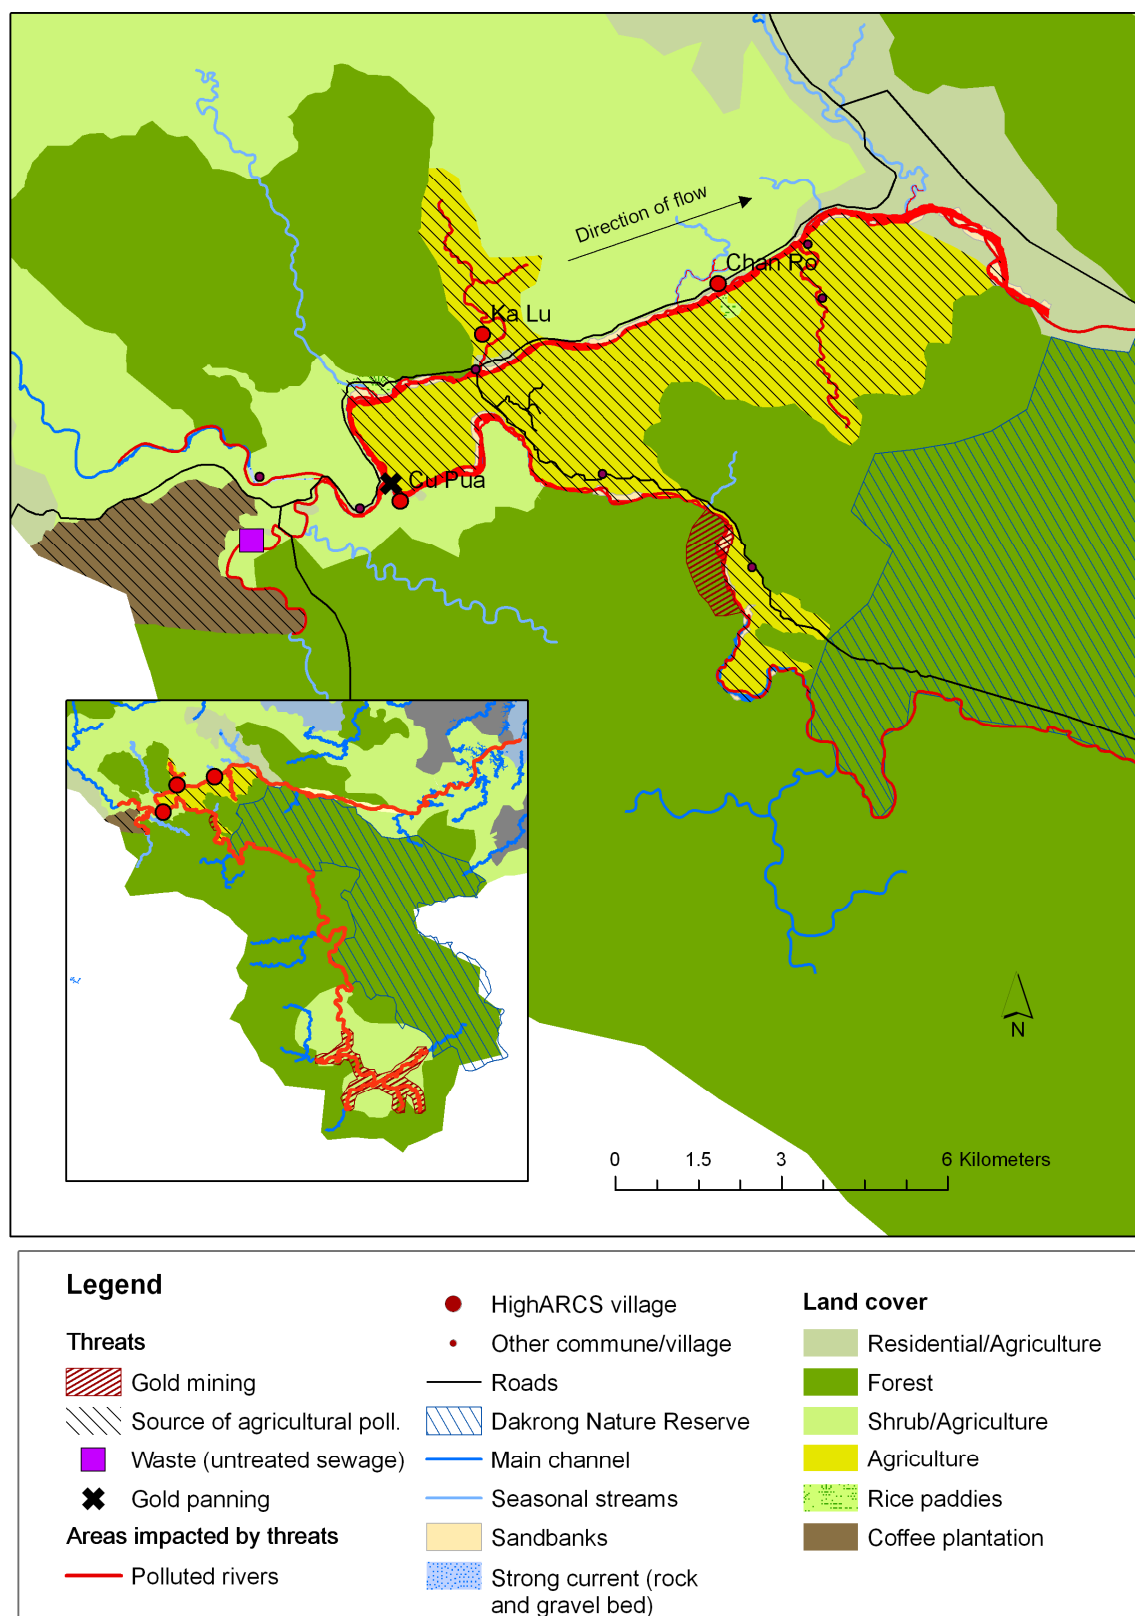 Direction of flow
Chan Ro
Ka Lu
Cu Pua
N
0 1.5 3 6 Kilometers
Legend
Threats
Gold mining
Source of agricultural poll.
Waste (untreated sewage)
Gold panning
Areas impacted by threats
Polluted rivers
HighARCS village
Other commune/village
Roads
Dakrong Nature Reserve
Main channel
Seasonal streams
Sandbanks
Strong current (rock
and gravel bed)
Land cover
Residential/Agriculture
Forest
Shrub/Agriculture
Agriculture
Rice paddies
Coffee plantation